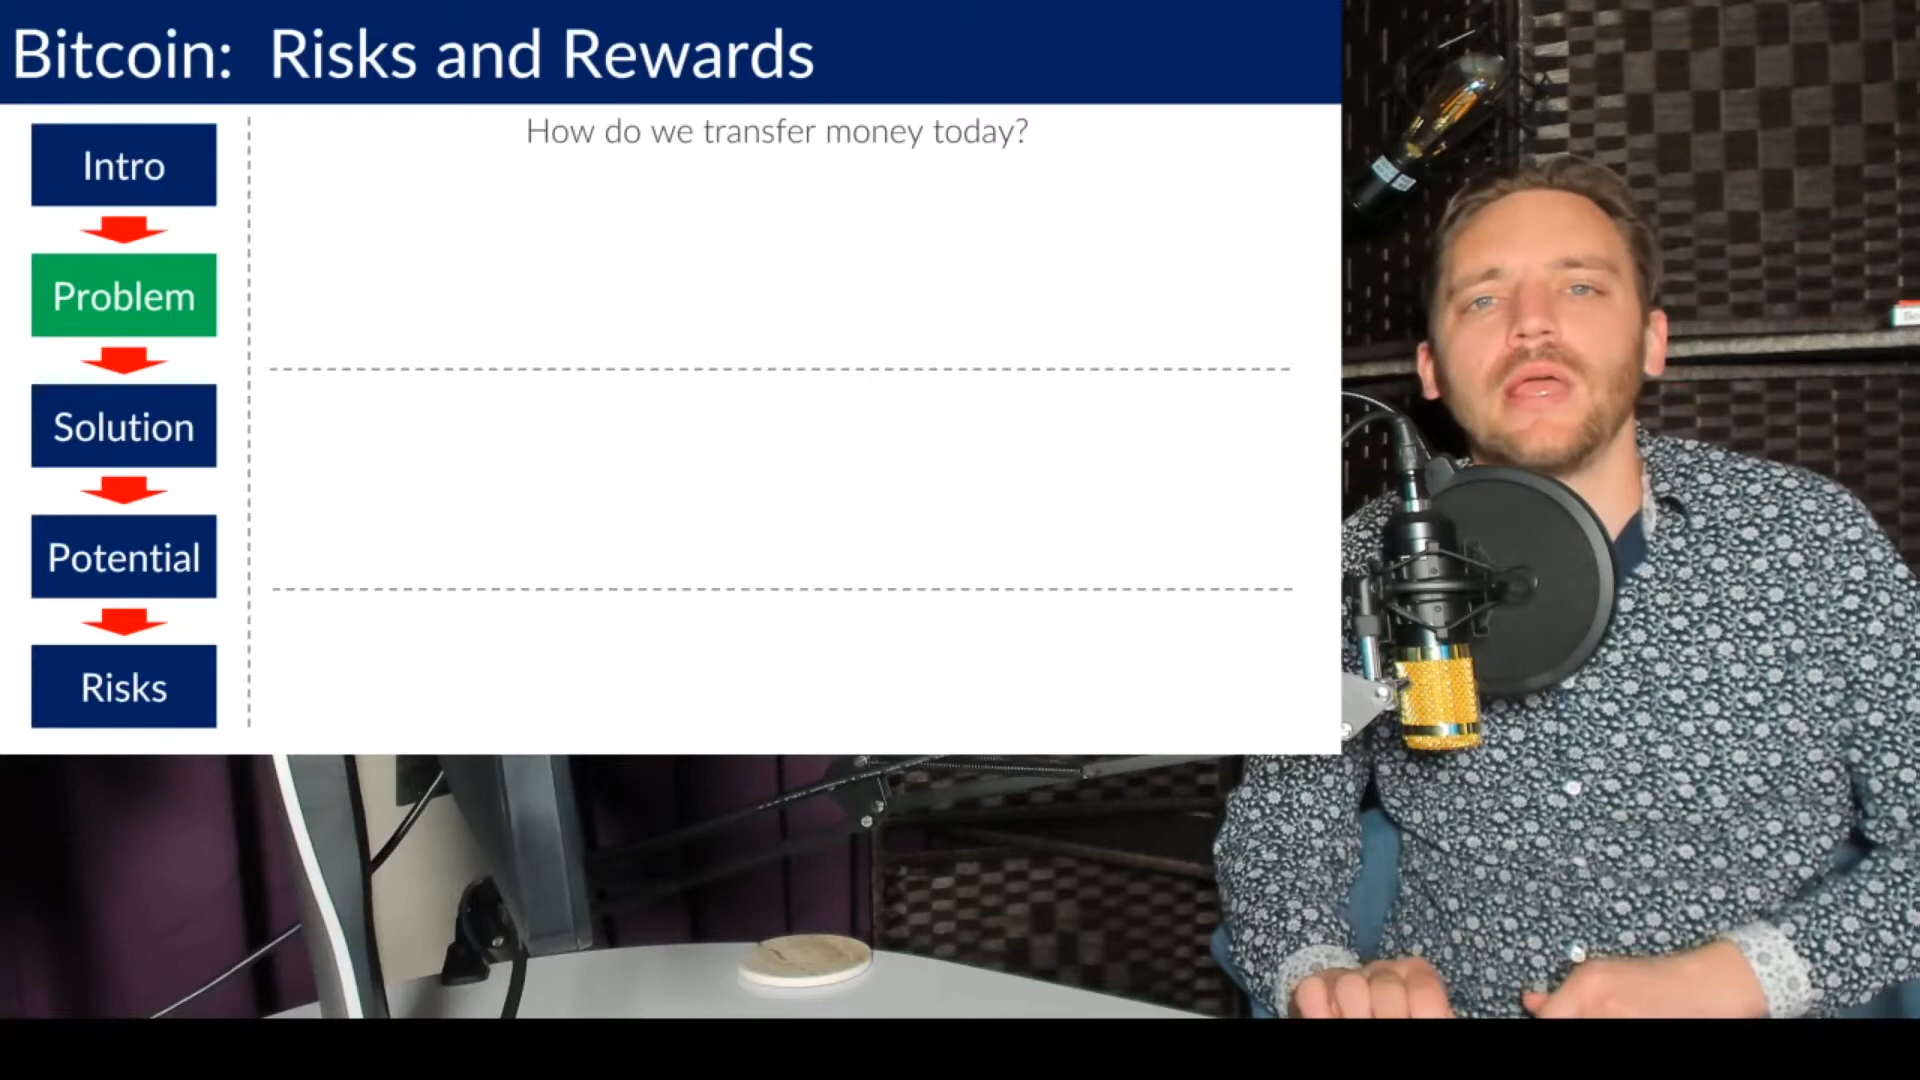 Bitcoin: Risks and Rewards
How do we transfer money today?
Intro
Problem
Solution
Potential
Risks